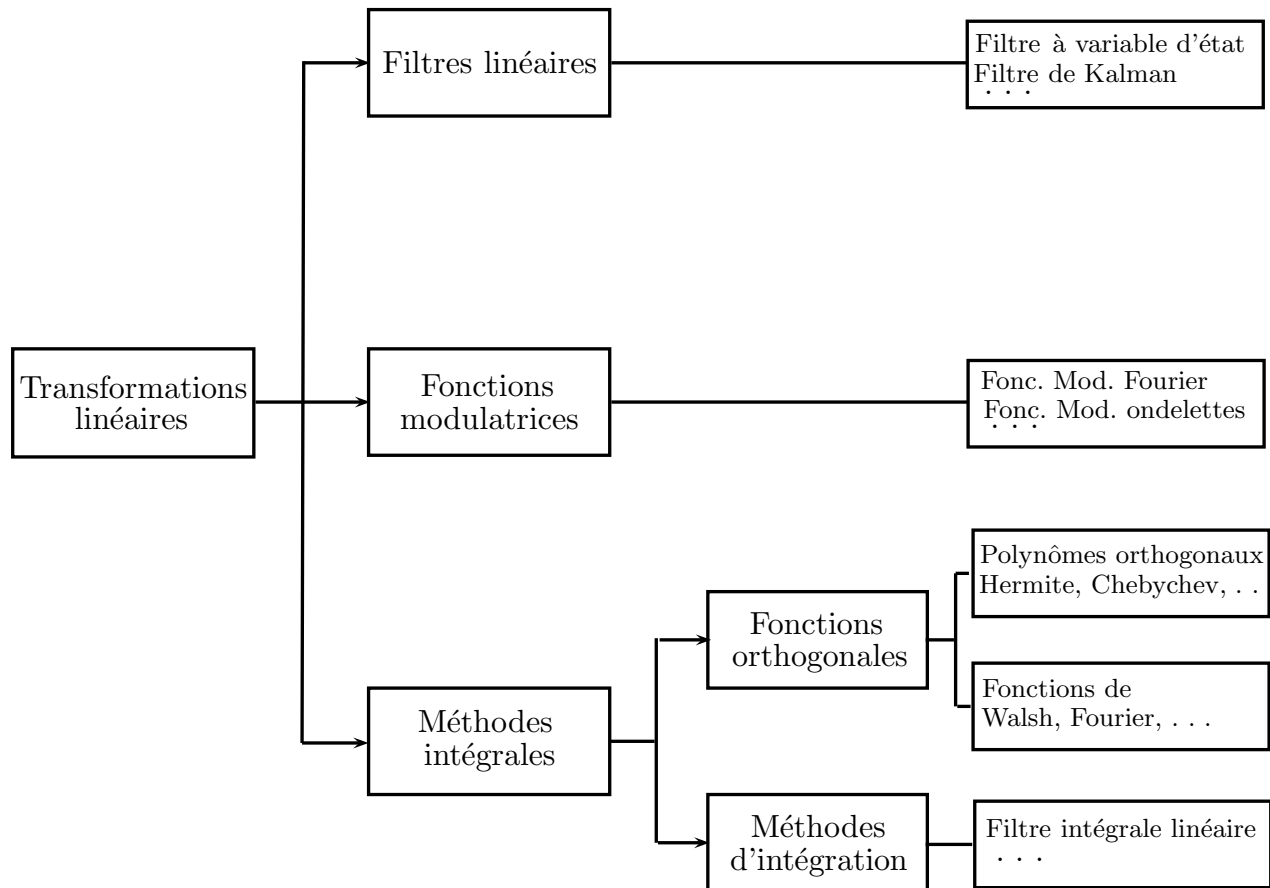 Filtres linéaires
Filtre à variable d'état
Filtre de Kalman
. . .
Transformations
linéaires
Fonctions
modulatrices
Fonc. Mod. Fourier
Fonc. Mod. ondelettes
. . .
Méthodes
intégrales
Fonctions
orthogonales
Polynômes orthogonaux
Hermite, Chebychev, . .
Fonctions de
Walsh, Fourier, . . .
Méthodes
d'intégration
Filtre intégrale linéaire
. . .